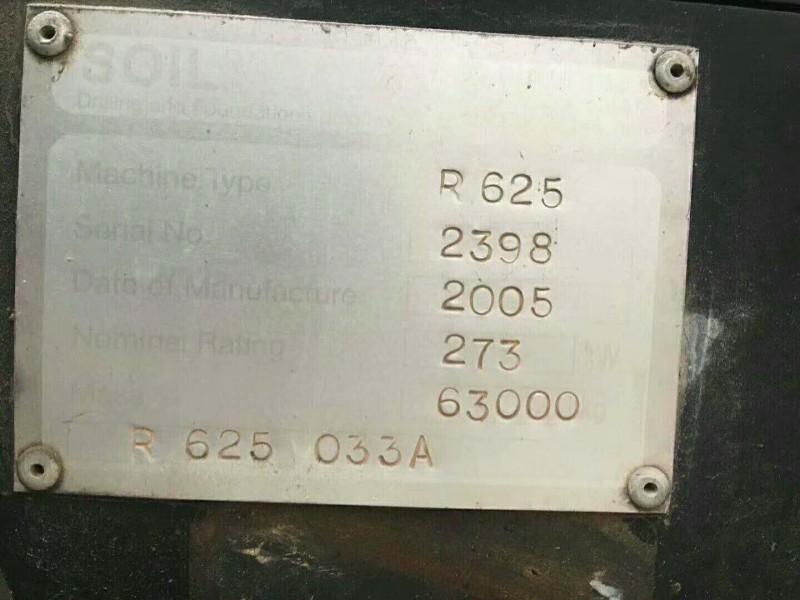 SOIL
Drilling and Foundations
Machine Type R 625
Serial No 2398
Date of Manufacture 2005
Nominal Rating 273 kW
Mass 63000
R 625 033A